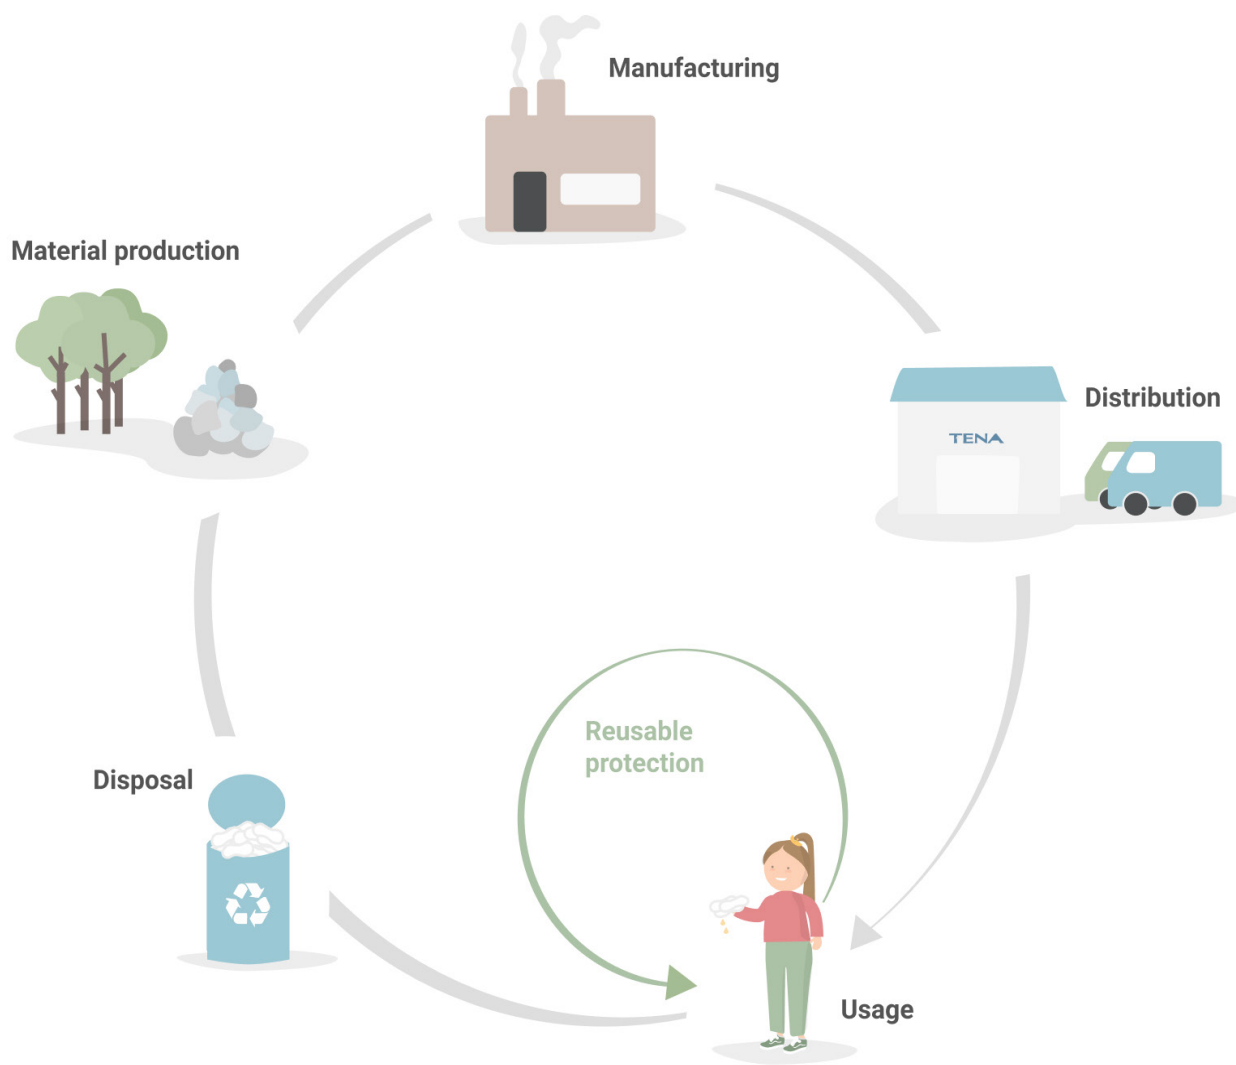 Manufacturing
Material production
Distribution
TENA
Reusable
protection
Disposal
Usage